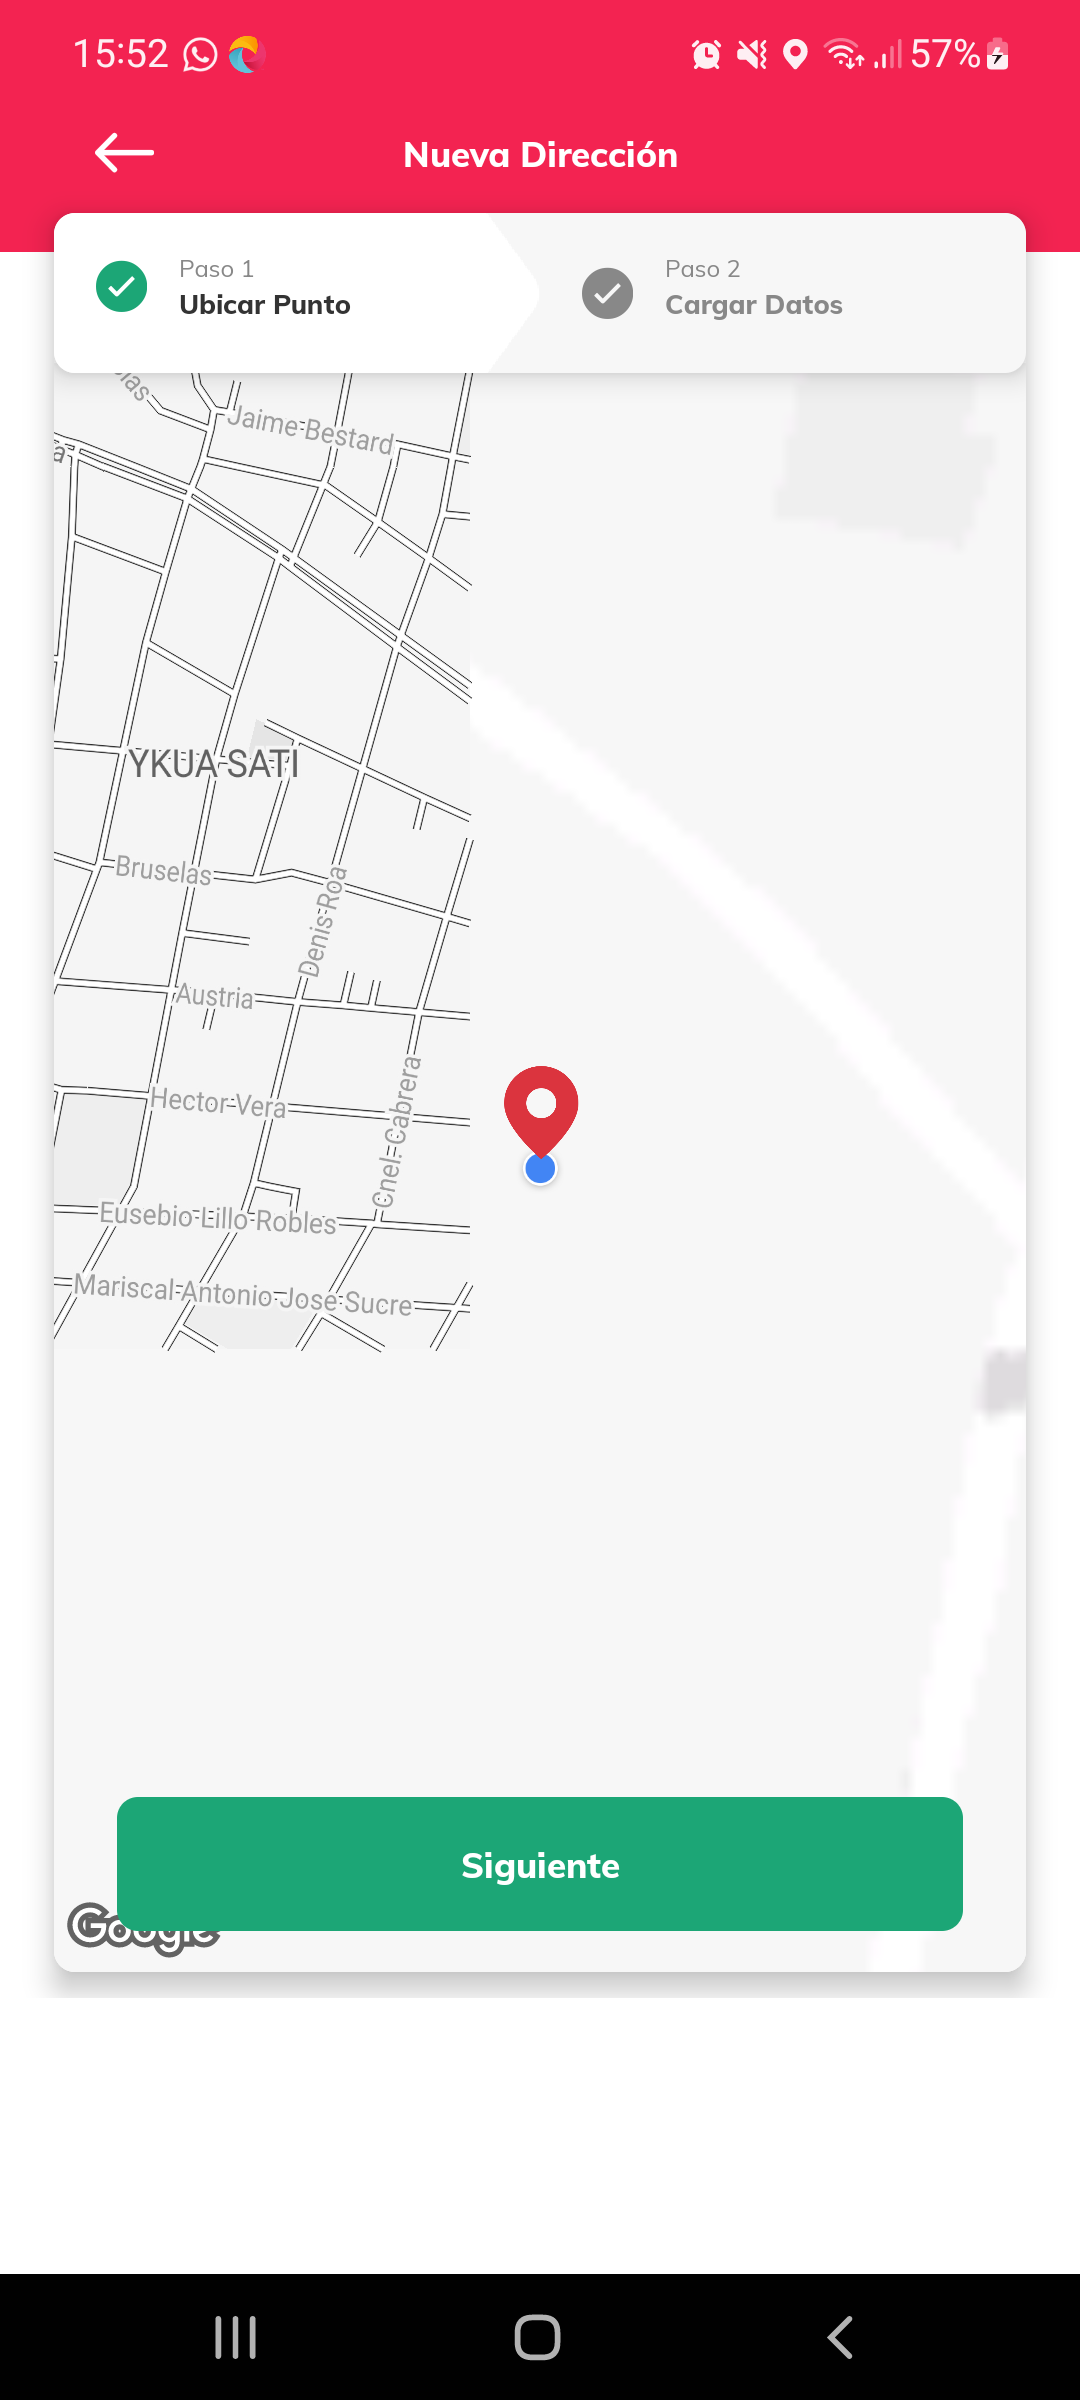 15:52
57%
Nueva Dirección
Paso 1
Ubicar Punto
Paso 2
Cargar Datos
Jaime Bestard
YKUA SATI
Bruselas
Denis Roa
Austria
Hector Vera
Cnel. Cabrera
Eusebio Lillo Robles
Mariscal Antonio Jose Sucre
Siguiente
Google